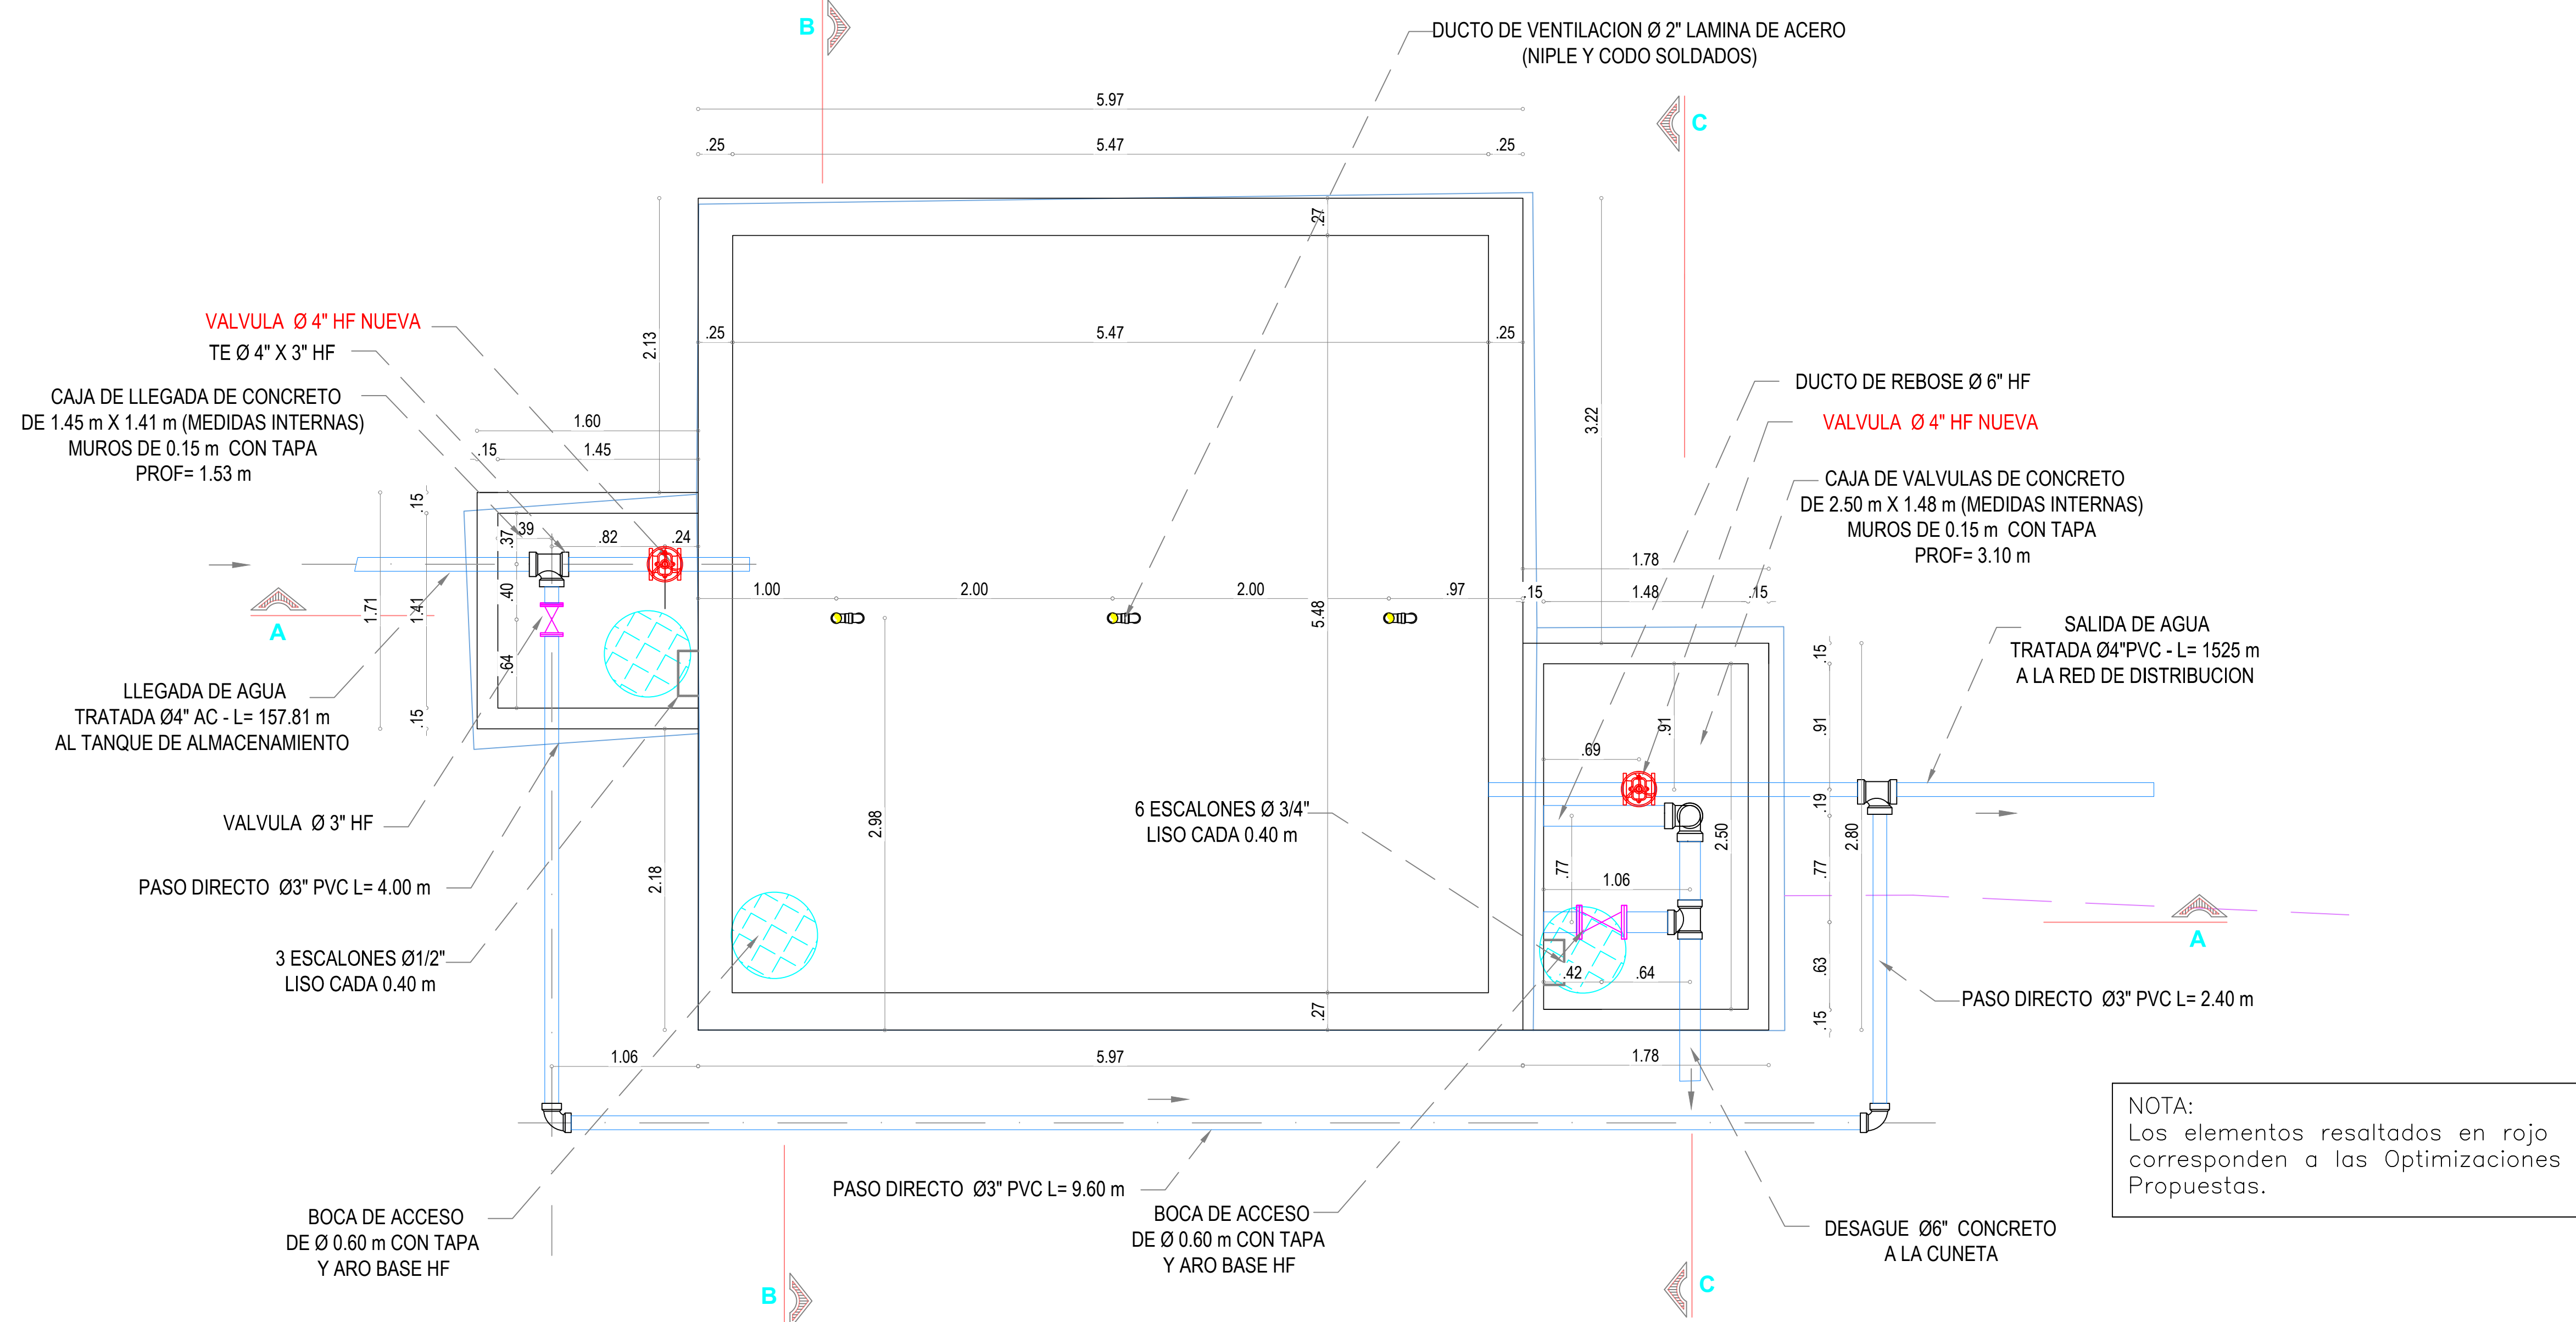 B
DUCTO DE VENTILACION Ø 2" LAMINA DE ACERO
(NIPLE Y CODO SOLDADOS)
5.97
C
.25
5.47
.25
.27
VALVULA Ø 4" HF NUEVA
TE Ø 4" X 3" HF
CAJA DE LLEGADA DE CONCRETO
DE 1.45 m X 1.41 m (MEDIDAS INTERNAS)
MUROS DE 0.15 m CON TAPA
PROF= 1.53 m
2.13
.25
5.47
.25
1.60
.15
1.45
3.22
DUCTO DE REBOSE Ø 6" HF
VALVULA Ø 4" HF NUEVA
CAJA DE VALVULAS DE CONCRETO
DE 2.50 m X 1.48 m (MEDIDAS INTERNAS)
MUROS DE 0.15 m CON TAPA
PROF= 3.10 m
.15
.37
.39
.82
.24
1.71
1.41
.40
.64
.15
A
1.00
2.00
2.00
.97
5.48
1.78
.15
1.48
.15
SALIDA DE AGUA
TRATADA Ø4"PVC - L= 1525 m
A LA RED DE DISTRIBUCION
LLEGADA DE AGUA
TRATADA Ø4" AC - L= 157.81 m
AL TANQUE DE ALMACENAMIENTO
.15
.91
.91
.69
.19
2.80
2.50
.77
.77
1.06
.42
.64
.63
.15
VALVULA Ø 3" HF
6 ESCALONES Ø 3/4"
LISO CADA 0.40 m
2.98
2.18
PASO DIRECTO Ø3" PVC L= 4.00 m
A
3 ESCALONES Ø1/2"
LISO CADA 0.40 m
.27
PASO DIRECTO Ø3" PVC L= 2.40 m
1.06
5.97
1.78
NOTA:
Los elementos resaltados en rojo
corresponden a las Optimizaciones
Propuestas.
PASO DIRECTO Ø3" PVC L= 9.60 m
BOCA DE ACCESO
DE Ø 0.60 m CON TAPA
Y ARO BASE HF
BOCA DE ACCESO
DE Ø 0.60 m CON TAPA
Y ARO BASE HF
DESAGUE Ø6" CONCRETO
A LA CUNETA
B
C